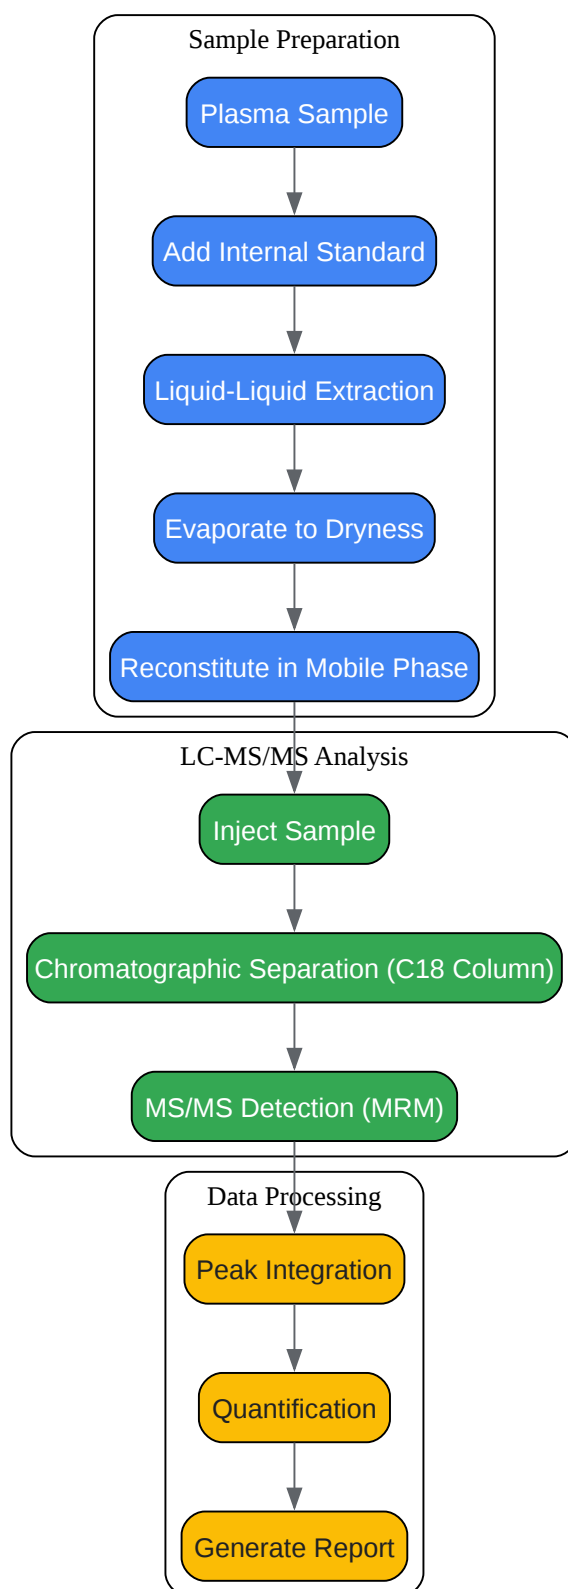 Sample Preparation
Plasma Sample
Add Internal Standard
Liquid-Liquid Extraction
Evaporate to Dryness
Reconstitute in Mobile Phase
LC-MS/MS Analysis
Inject Sample
Chromatographic Separation (C18 Column)
MS/MS Detection (MRM)
Data Processing
Peak Integration
Quantification
Generate Report